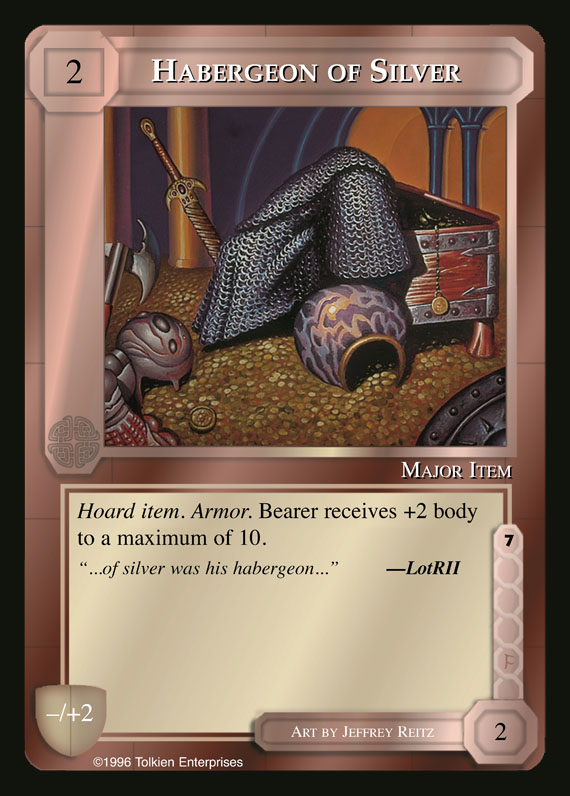 2
Habergeon of Silver
Major Item
Hoard item. Armor. Bearer receives +2 body
to a maximum of 10.
“...of silver was his habergeon...” —LotRII
7
F
–/+2
Art by Jeffrey Reitz
2
©1996 Tolkien Enterprises